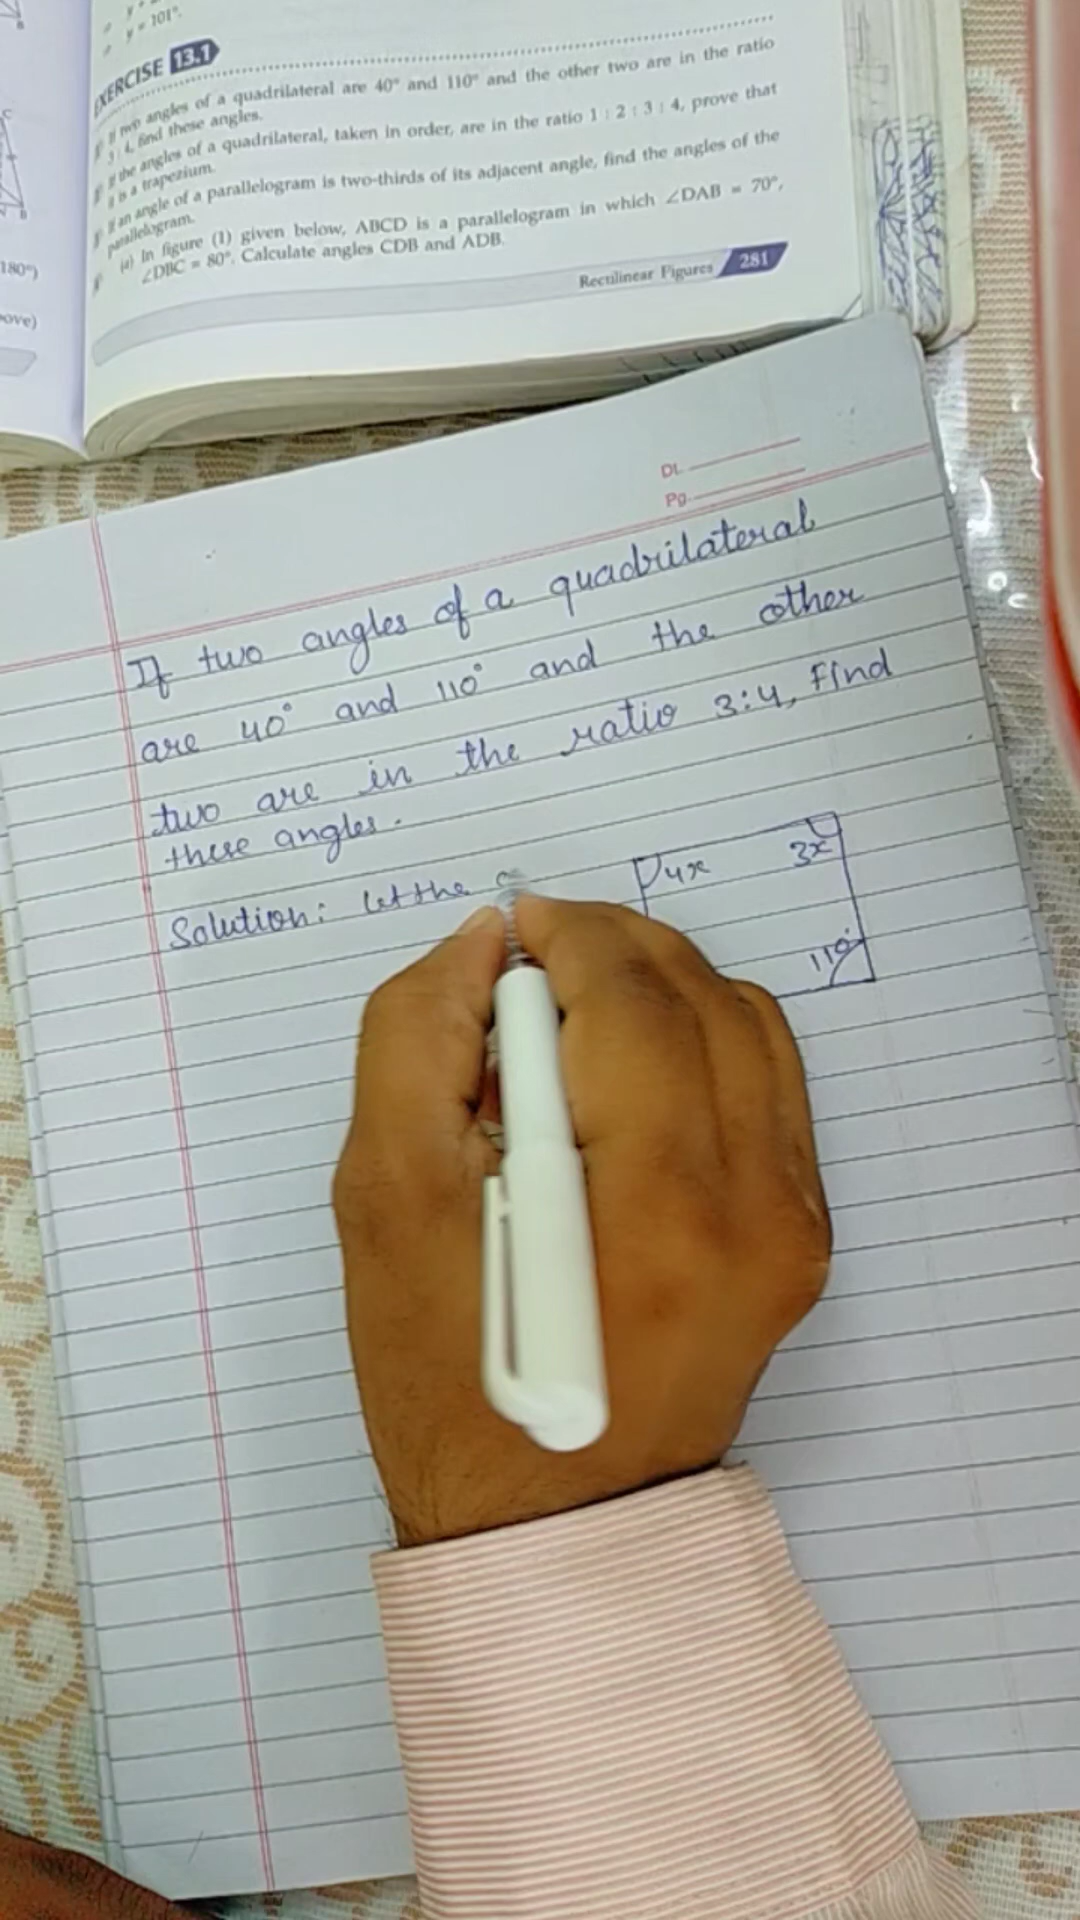 y = 101°.
EXERCISE 13.1
If two angles of a quadrilateral are 40° and 110° and the other two are in the ratio
3 : 4, find these angles.
If the angles of a quadrilateral, taken in order, are in the ratio 1 : 2 : 3 : 4, prove that
it is a trapezium.
If an angle of a parallelogram is two-thirds of its adjacent angle, find the angles of the
parallelogram.
(a) In figure (1) given below, ABCD is a parallelogram in which ∠DAB = 70°,
∠DBC = 80°. Calculate angles CDB and ADB.
Rectilinear Figures 281
C
B
180°)
ove)
Dt.
Pg.
If two angles of a quadrilateral
are 40° and 110° and the other
two are in the ratio 3:4, Find
these angles.
Solution: let the
4x 3x
110°